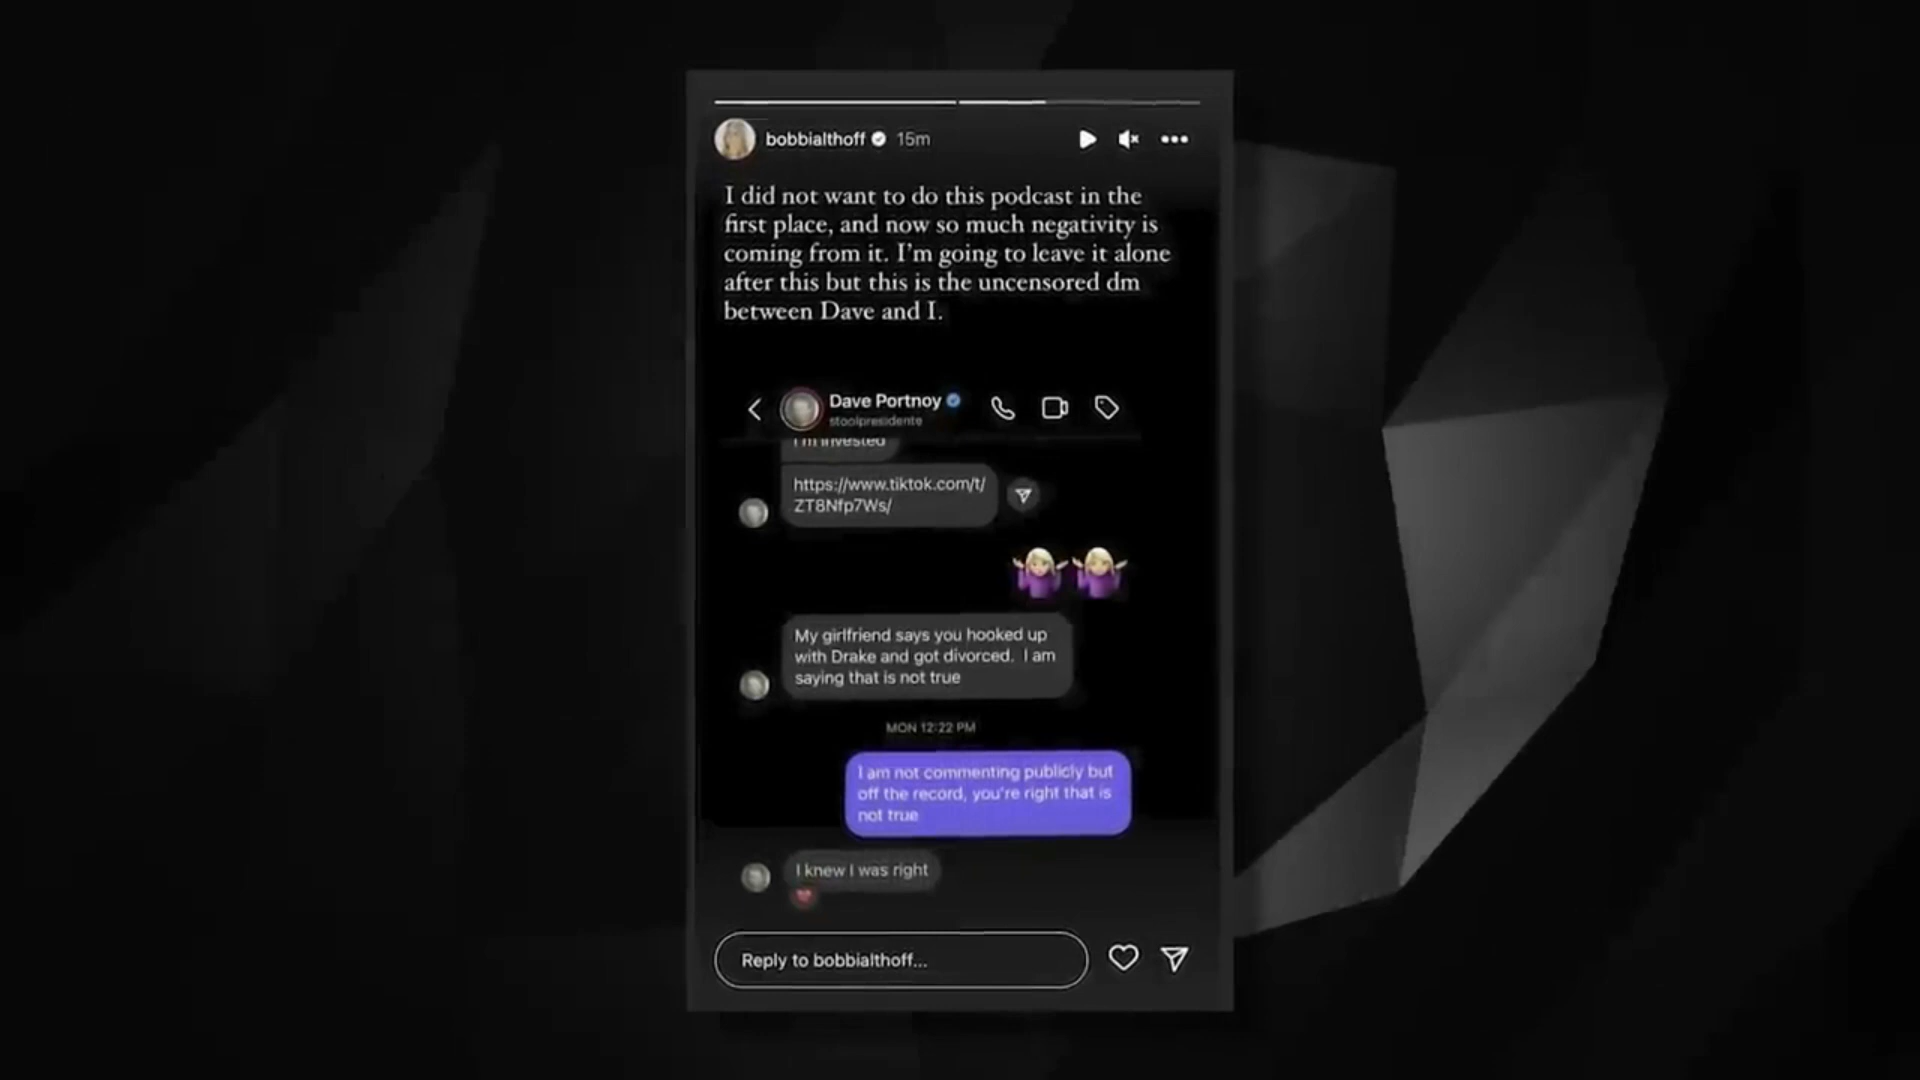 bobbialthoff 15m
I did not want to do this podcast in the
first place, and now so much negativity is
coming from it. I'm going to leave it alone
after this but this is the uncensored dm
between Dave and I.
Dave Portnoy
stoolpresidente
I'm invested
https://www.tiktok.com/t/
ZT8Nfp7Ws/
My girlfriend says you hooked up
with Drake and got divorced. I am
saying that is not true
MON 12:22 PM
I am not commenting publicly but
off the record, you're right that is
not true
I knew I was right
Reply to bobbialthoff...